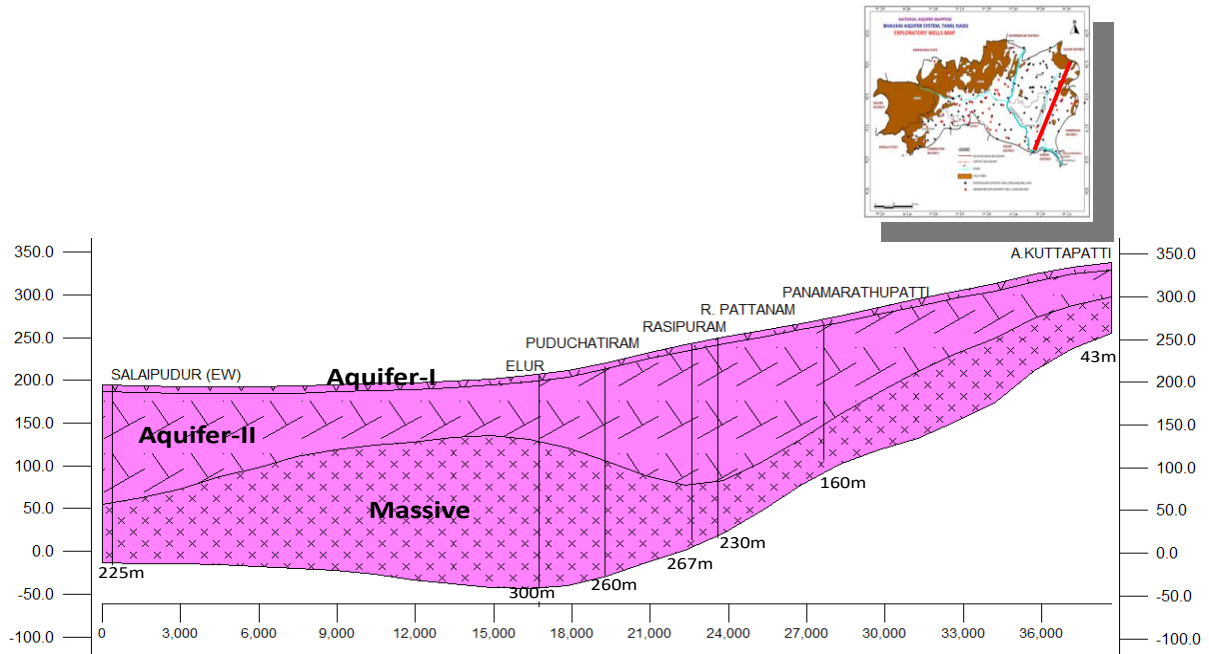 NATIONAL AQUIFER MAPPING
BHAVANI AQUIFER SYSTEM, TAMIL NADU
EXPLORATORY WELLS MAP
N
350.0
300.0
250.0
200.0
150.0
100.0
50.0
0.0
-50.0
-100.0
SALAIPUDUR (EW)
Aquifer-I
ELUR
PUDUCHATIRAM
RASIPURAM
R. PATTANAM
PANAMARATHUPATTI
A.KUTTAPATTI
Aquifer-II
Massive
225m
300m
260m
267m
230m
160m
43m
350.0
300.0
250.0
200.0
150.0
100.0
50.0
0.0
-50.0
-100.0
0 3,000 6,000 9,000 12,000 15,000 18,000 21,000 24,000 27,000 30,000 33,000 36,000